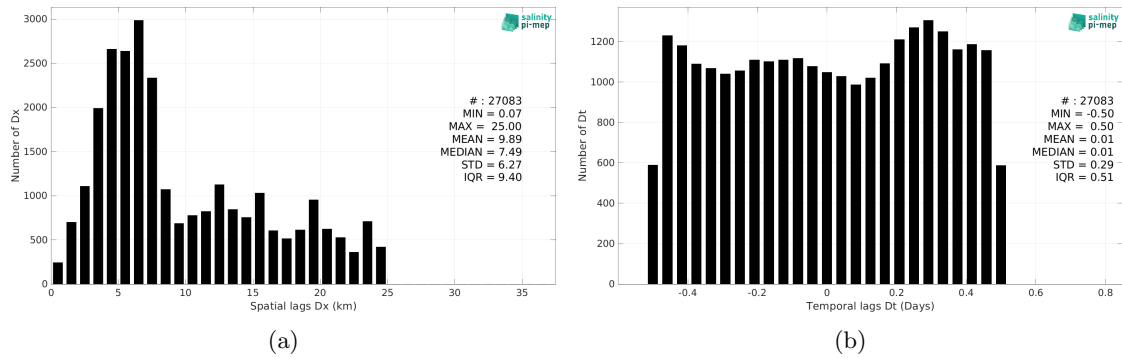 salinity
pi-mep
3000
2500
2000
1500
1000
500
0
Number of Dx
# : 27083
MIN = 0.07
MAX = 25.00
MEAN = 9.89
MEDIAN = 7.49
STD = 6.27
IQR = 9.40
0 5 10 15 20 25 30 35
Spatial lags Dx (km)
(a)
salinity
pi-mep
1200
1000
800
600
400
200
0
Number of Dt
# : 27083
MIN = -0.50
MAX = 0.50
MEAN = 0.01
MEDIAN = 0.01
STD = 0.29
IQR = 0.51
-0.4 -0.2 0 0.2 0.4 0.6 0.8
Temporal lags Dt (Days)
(b)